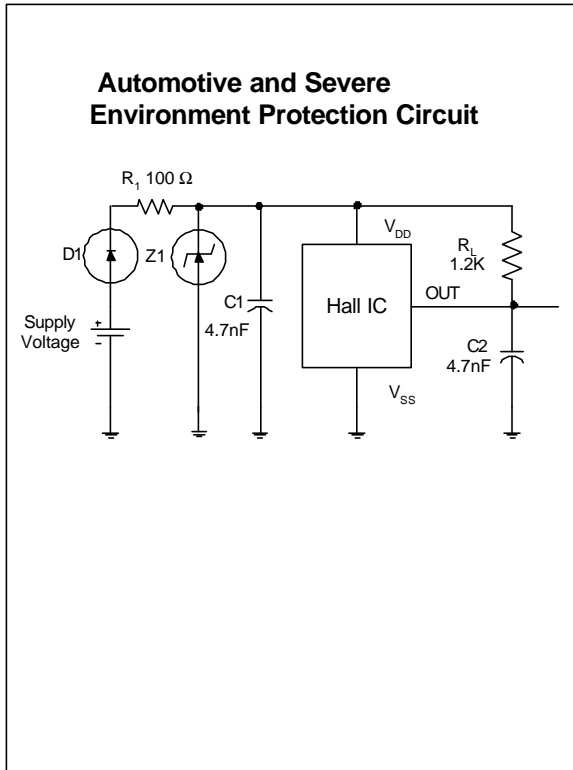 Automotive and Severe
Environment Protection Circuit
R1 100 Ω
D1
Z1
C1
4.7nF
Supply
Voltage
+
-
VDD
Hall IC
VSS
OUT
RL
1.2K
C2
4.7nF